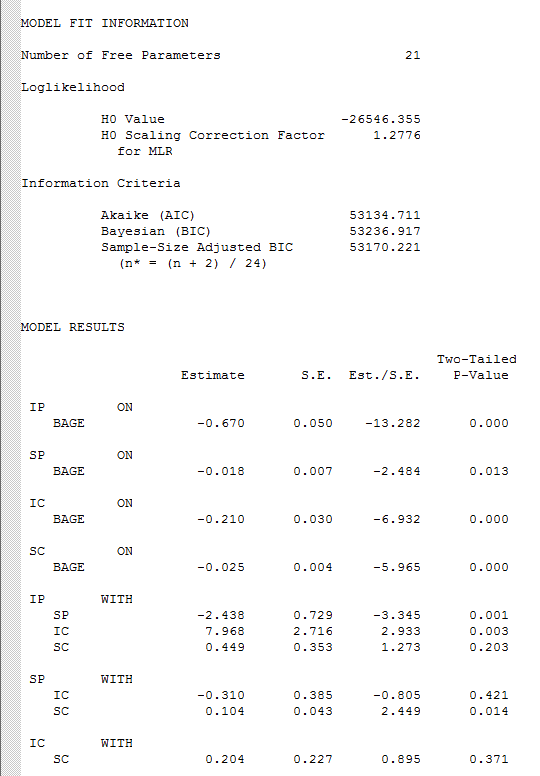 MODEL FIT INFORMATION
Number of Free Parameters 21
Loglikelihood
H0 Value -26546.355
H0 Scaling Correction Factor 1.2776
for MLR
Information Criteria
Akaike (AIC) 53134.711
Bayesian (BIC) 53236.917
Sample-Size Adjusted BIC 53170.221
(n* = (n + 2) / 24)
MODEL RESULTS
Two-Tailed
Estimate S.E. Est./S.E. P-Value
IP ON
BAGE -0.670 0.050 -13.282 0.000
SP ON
BAGE -0.018 0.007 -2.484 0.013
IC ON
BAGE -0.210 0.030 -6.932 0.000
SC ON
BAGE -0.025 0.004 -5.965 0.000
IP WITH
SP -2.438 0.729 -3.345 0.001
IC 7.968 2.716 2.933 0.003
SC 0.449 0.353 1.273 0.203
SP WITH
IC -0.310 0.385 -0.805 0.421
SC 0.104 0.043 2.449 0.014
IC WITH
SC 0.204 0.227 0.895 0.371